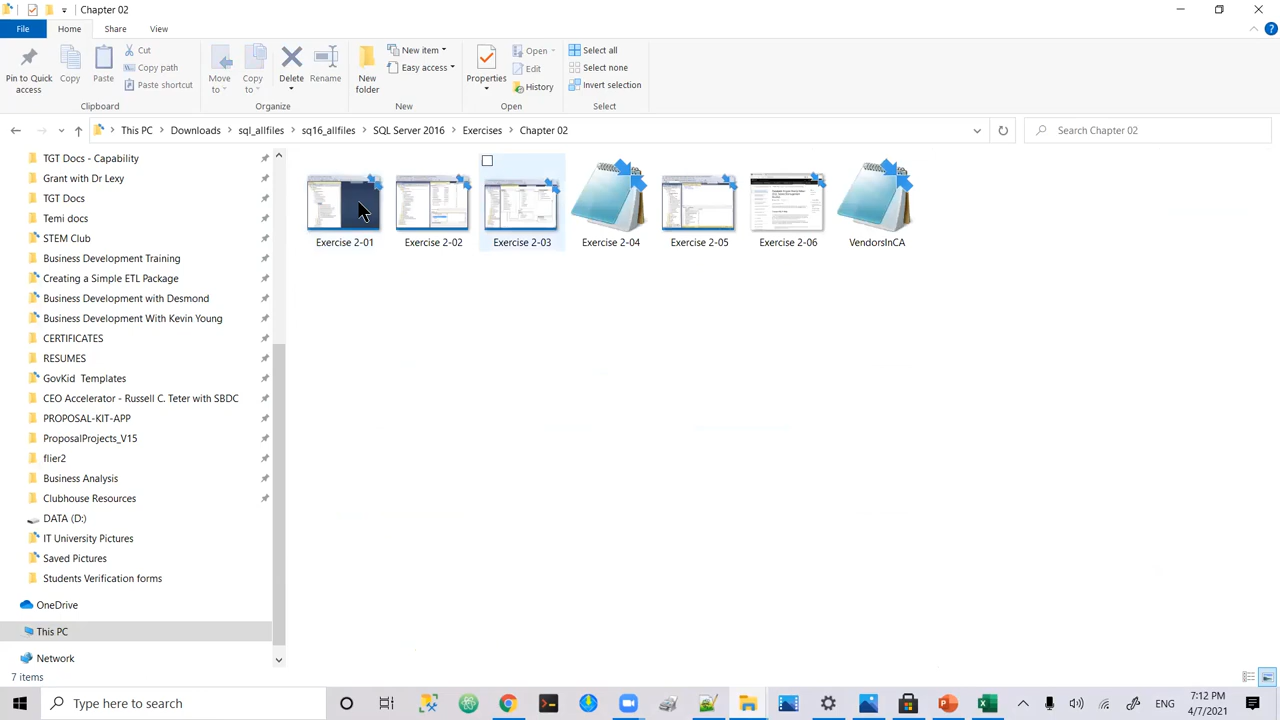 Chapter 02
File Home Share View
Pin to Quick access
Copy
Paste
Cut
Copy path
Paste shortcut
Clipboard
Move to
Copy to
Delete
Rename
Organize
New folder
New item
Easy access
New
Properties
Open
Edit
History
Open
Select all
Select none
Invert selection
Select
This PC > Downloads > sql_allfiles > sq16_allfiles > SQL Server 2016 > Exercises > Chapter 02
Search Chapter 02
TGT Docs - Capability
Grant with Dr Lexy
TGT Docs
Temi docs
STEM Club
Business Development Training
Creating a Simple ETL Package
Business Development with Desmond
Business Development With Kevin Young
CERTIFICATES
RESUMES
GovKid Templates
CEO Accelerator - Russell C. Teter with SBDC
PROPOSAL-KIT-APP
ProposalProjects_V15
flier2
Business Analysis
Clubhouse Resources
DATA (D:)
IT University Pictures
Saved Pictures
Students Verification forms
OneDrive
This PC
Network
Exercise 2-01
Exercise 2-02
Exercise 2-03
Exercise 2-04
Exercise 2-05
Exercise 2-06
VendorsInCA
7 items
Type here to search
ENG
7:12 PM
4/7/2021